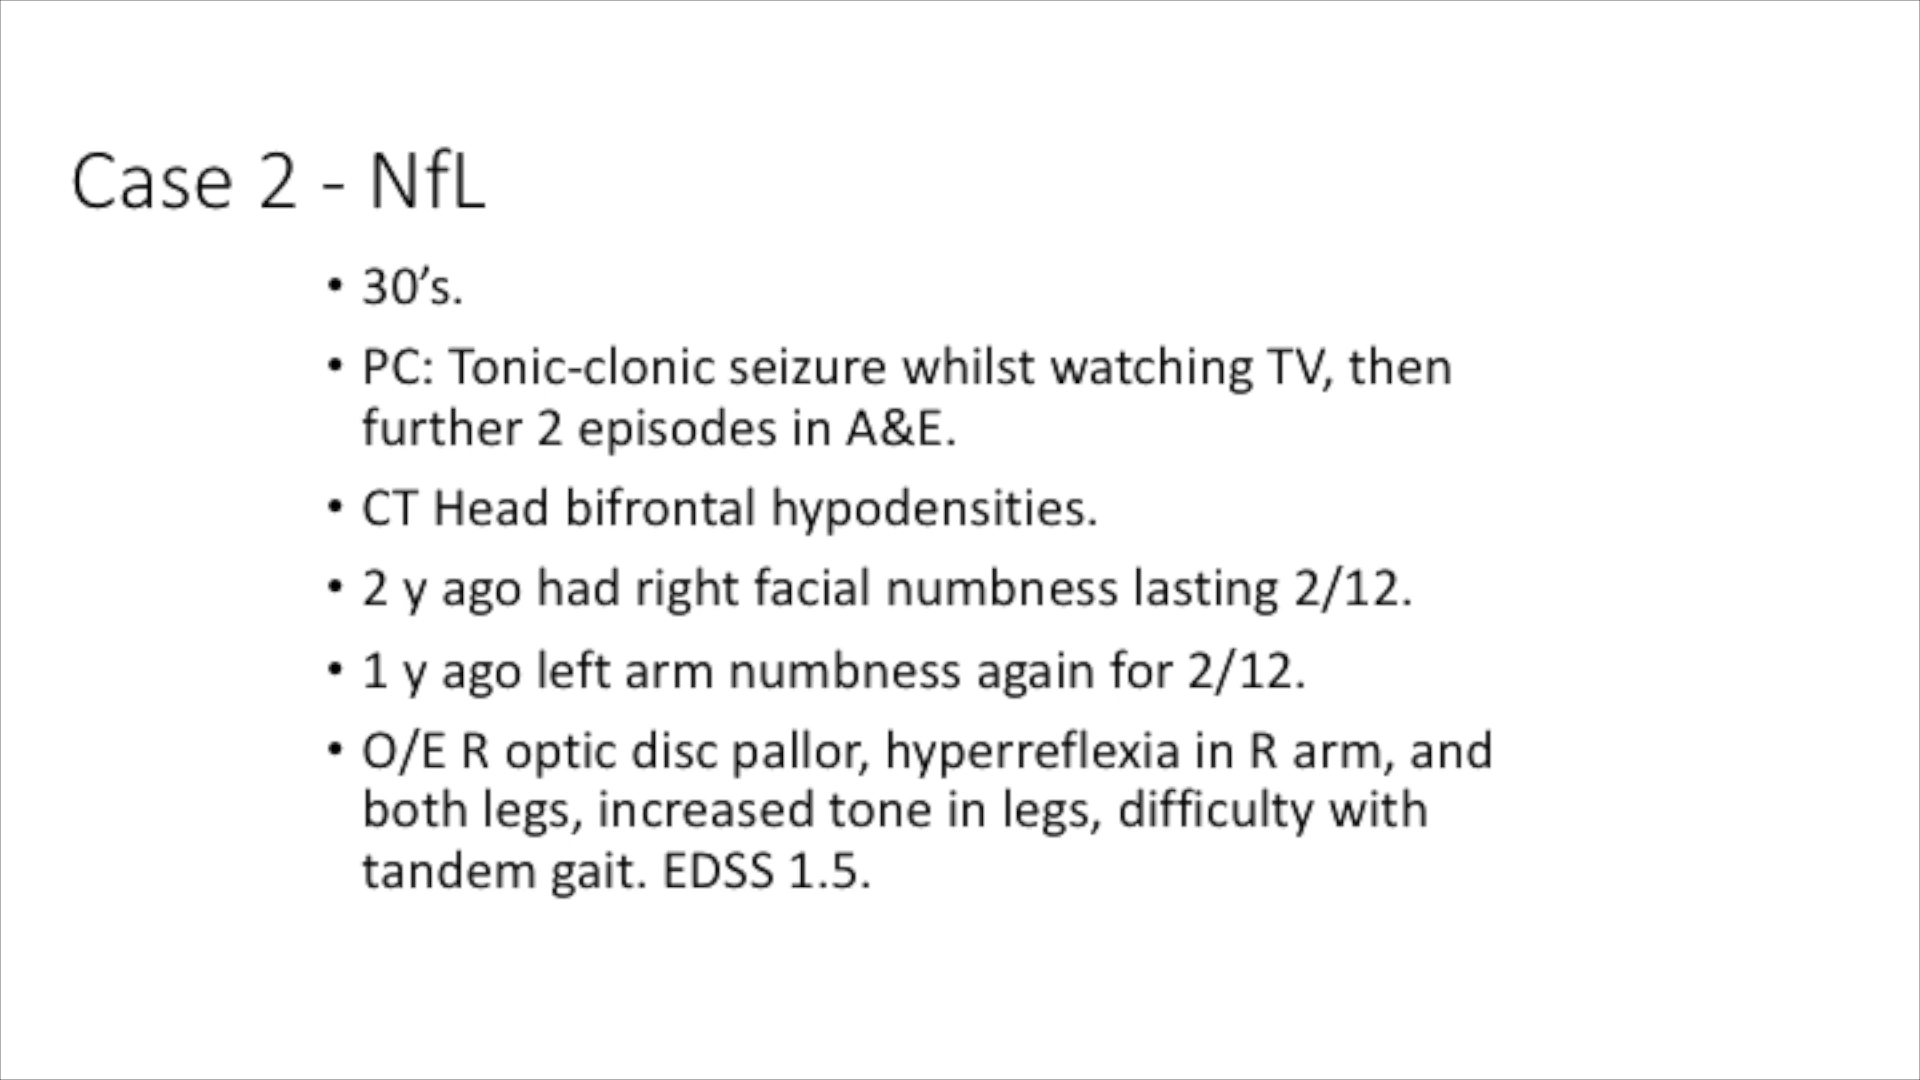 Case 2 - NfL
• 30’s.
• PC: Tonic-clonic seizure whilst watching TV, then
further 2 episodes in A&E.
• CT Head bifrontal hypodensities.
• 2 y ago had right facial numbness lasting 2/12.
• 1 y ago left arm numbness again for 2/12.
• O/E R optic disc pallor, hyperreflexia in R arm, and
both legs, increased tone in legs, difficulty with
tandem gait. EDSS 1.5.